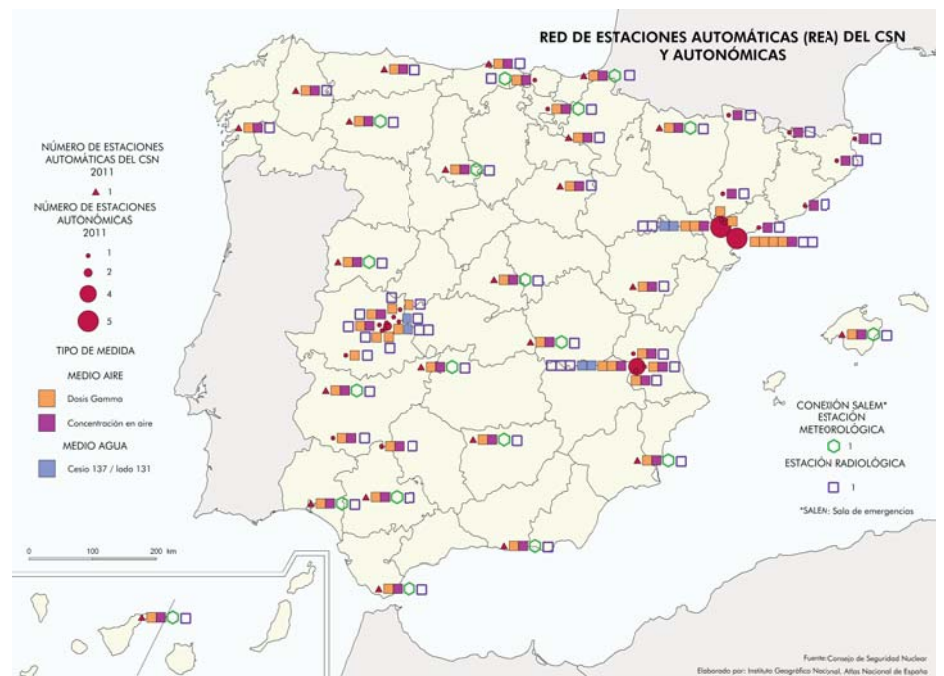 RED DE ESTACIONES AUTOMÁTICAS (REA) DEL CSN
Y AUTONÓMICAS
NÚMERO DE ESTACIONES
AUTOMÁTICAS DEL CSN
2011
1
NÚMERO DE ESTACIONES
AUTONÓMICAS
2011
1
2
4
5
TIPO DE MEDIDA
MEDIO AIRE
Dosis Gamma
Concentración en aire
MEDIO AGUA
Cesio 137 / Iodo 131
0 100 200 km
CONEXIÓN SALEM*
ESTACIÓN
METEOROLÓGICA
1
ESTACIÓN RADIOLÓGICA
1
*SALEN: Sala de emergencias
Fuente: Consejo de Seguridad Nuclear
Elaborado por: Instituto Geográfico Nacional. Atlas Nacional de España